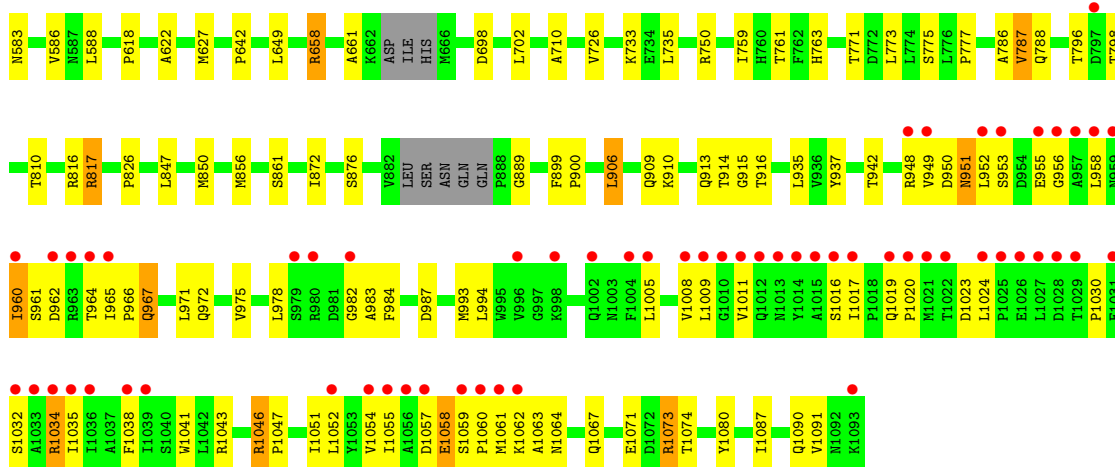 N583 V586 N587 L588 P618 A622 M627 P642 L649 R658 A661 K662 ASP ILE HIS M666 D698 L702 A710 V726 K733 E734 L735 R750 I759 H760 T761 F762 H763 T771 D772 L773 L774 S775 L776 P777 A786 V787 Q788 T796 D797 T798
T810 R816 R817 P826 L847 M850 M856 S861 I872 S876 V882 LEU SER ASN GLN GLN P888 G889 F899 P900 L906 Q909 K910 Q913 T914 G915 T916 L935 V936 Y937 T942 R948 V949 D950 N951 L952 S953 D954 E955 G956 A957 L958 N959
I960 S961 D962 R963 T964 I965 P966 Q967 L971 Q972 V975 L978 S979 R980 D981 G982 A983 F984 D987 M993 L994 W995 V996 G997 K998 Q1002 N1003 F1004 L1005 V1008 L1009 G1010 V1011 Q1012 N1013 Y1014 A1015 S1016 I1017 P1018 Q1019 P1020 M1021 T1022 D1023 L1024 P1025 E1026 L1027 D1028 T1029 P1030 E1031
S1032 A1033 R1034 I1035 I1036 A1037 F1038 I1039 S1040 W1041 L1042 R1043 R1046 P1047 I1051 L1052 Y1053 V1054 I1055 A1056 D1057 E1058 S1059 P1060 M1061 K1062 A1063 N1064 Q1067 E1071 D1072 R1073 T1074 Y1080 I1087 Q1090 V1091 N1092 K1093